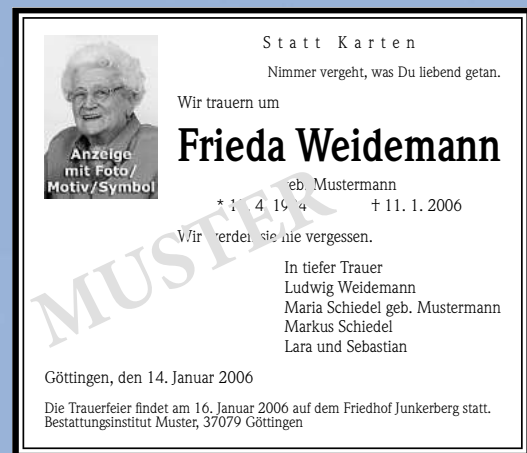 Statt Karten
Nimmer vergeht, was Du liebend getan.
Wir trauern um
Frieda Weidemann
geb. Mustermann
† 11. 1. 2006
Wir werden sie nie vergessen.
In tiefer Trauer
Ludwig Weidemann
Maria Schiedel geb. Mustermann
Markus Schiedel
Lara und Sebastian
Göttingen, den 14. Januar 2006
Die Trauerfeier findet am 16. Januar 2006 auf dem Friedhof Junkerberg statt.
Bestattungsinstitut Muster, 37079 Göttingen
Anzeige
mit Foto/
Motiv/Symbol
MUSTER